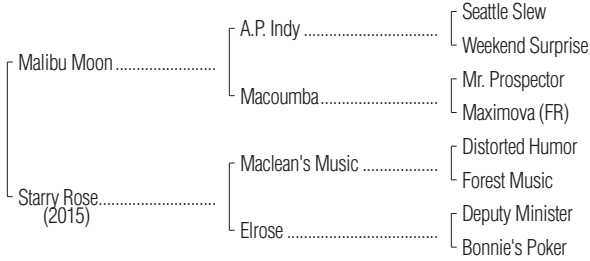 Seattle Slew
A.P. Indy ................................
Weekend Surprise
Malibu Moon ........................
Mr. Prospector
Macoumba............................
Maximova (FR)
Distorted Humor
Maclean's Music ..................
Forest Music
Starry Rose............................
(2015)
Deputy Minister
Elrose ....................................
Bonnie's Poker